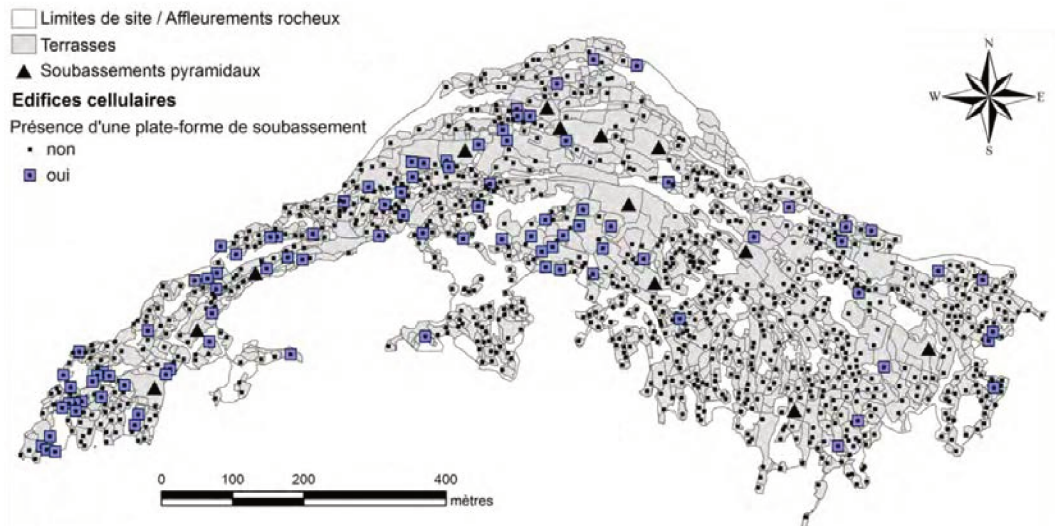 Limites de site / Affleurements rocheux
Terrasses
Soubassements pyramidaux
Edifices cellulaires
Présence d'une plate-forme de soubassement
non
oui
N
W E
S
0 100 200 400
mètres